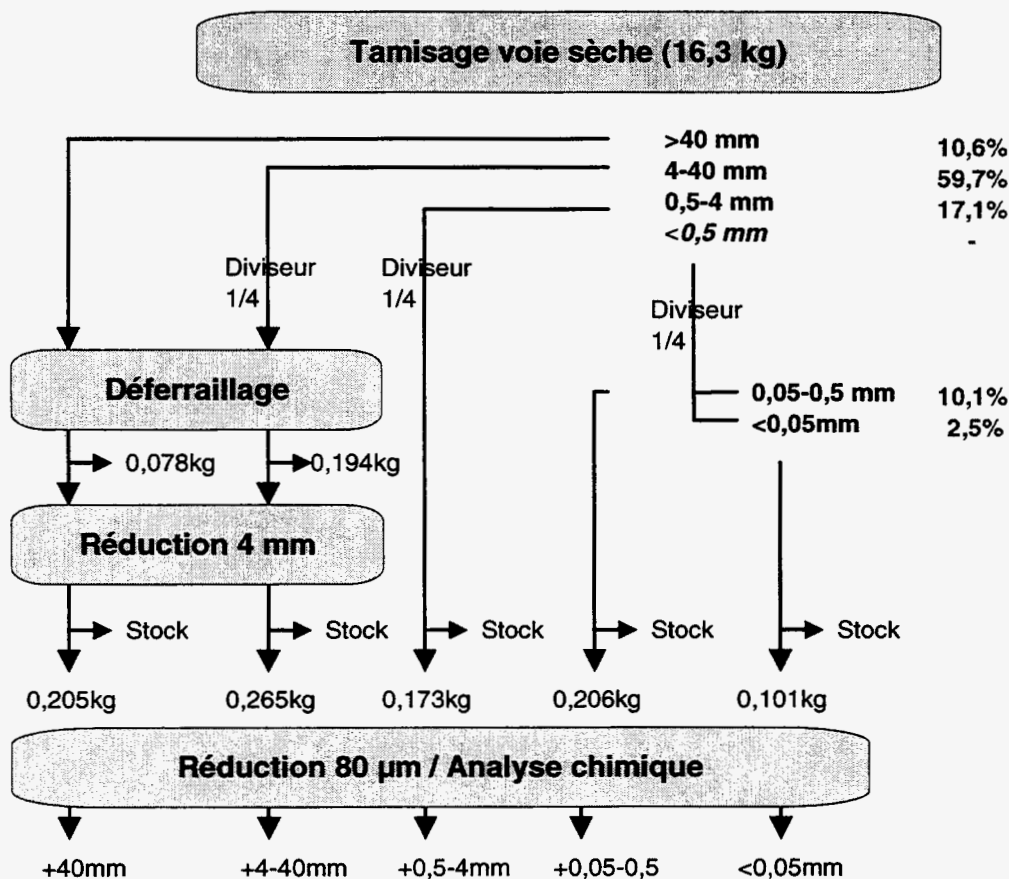 Tamisage voie sèche (16,3 kg)
>40 mm 10,6%
4-40 mm 59,7%
0,5-4 mm 17,1%
<0,5 mm -
Diviseur Diviseur
1/4 1/4
Diviseur
1/4
Déferraillage
0,05-0,5 mm 10,1%
<0,05mm 2,5%
0,078kg 0,194kg
Réduction 4 mm
Stock Stock Stock Stock Stock
0,205kg 0,265kg 0,173kg 0,206kg 0,101kg
Réduction 80 µm / Analyse chimique
+40mm +4-40mm +0,5-4mm +0,05-0,5 <0,05mm